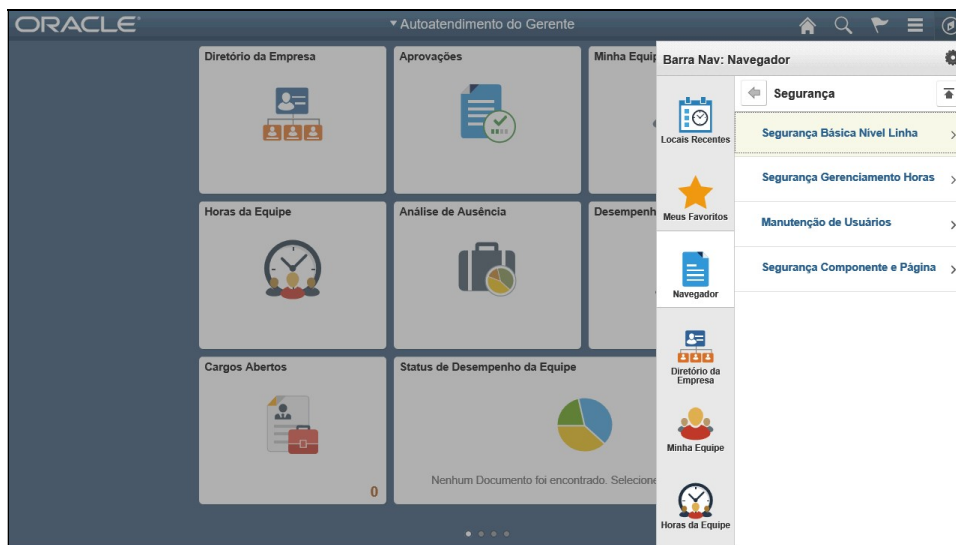 ORACLE
Autoatendimento do Gerente
Diretório da Empresa
Aprovações
Minha Equip
Horas da Equipe
Análise de Ausência
Desempenh
Cargos Abertos
0
Status de Desempenho da Equipe
Nenhum Documento foi encontrado. Selecione
Barra Nav: Navegador
Locais Recentes
Meus Favoritos
Navegador
Diretório da
Empresa
Minha Equipe
Horas da Equipe
Segurança
Segurança Básica Nível Linha
Segurança Gerenciamento Horas
Manutenção de Usuários
Segurança Componente e Página